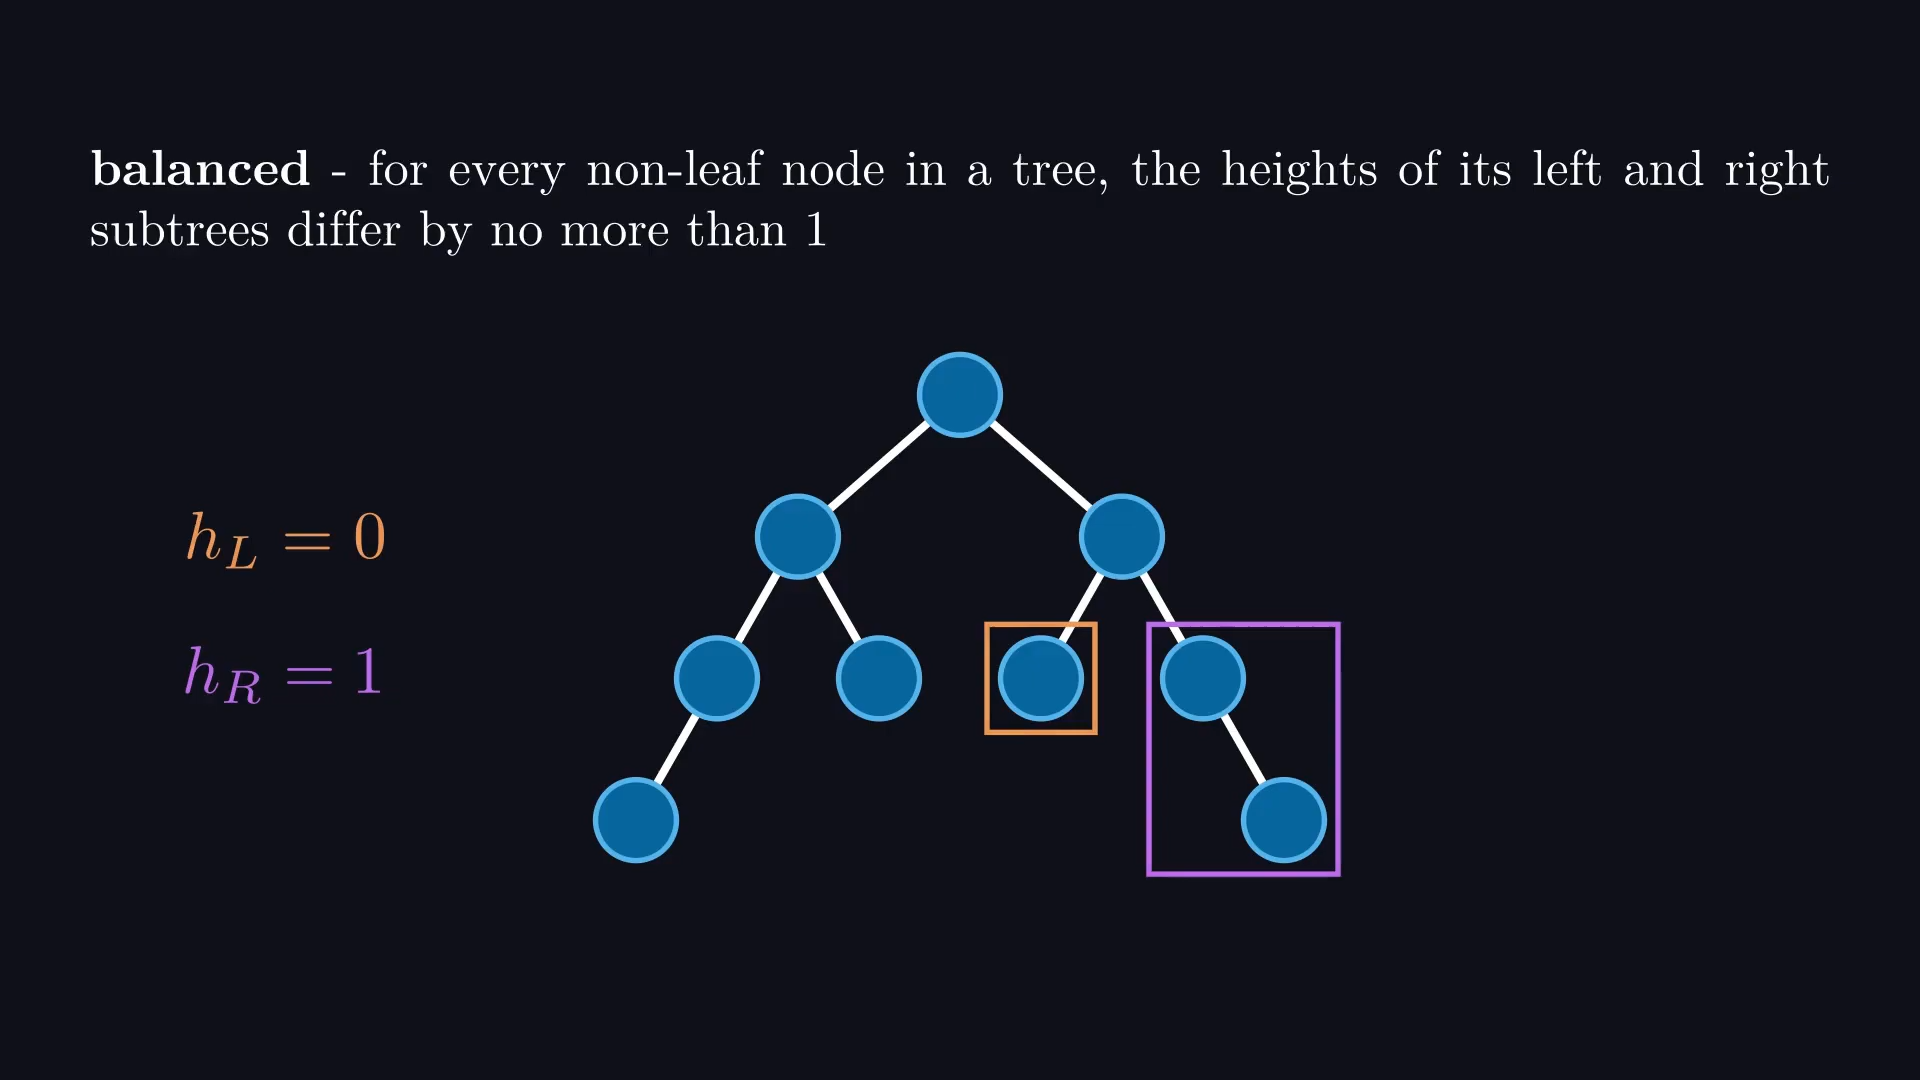 balanced - for every non-leaf node in a tree, the heights of its left and right
subtrees differ by no more than 1
h_L = 0
h_R = 1